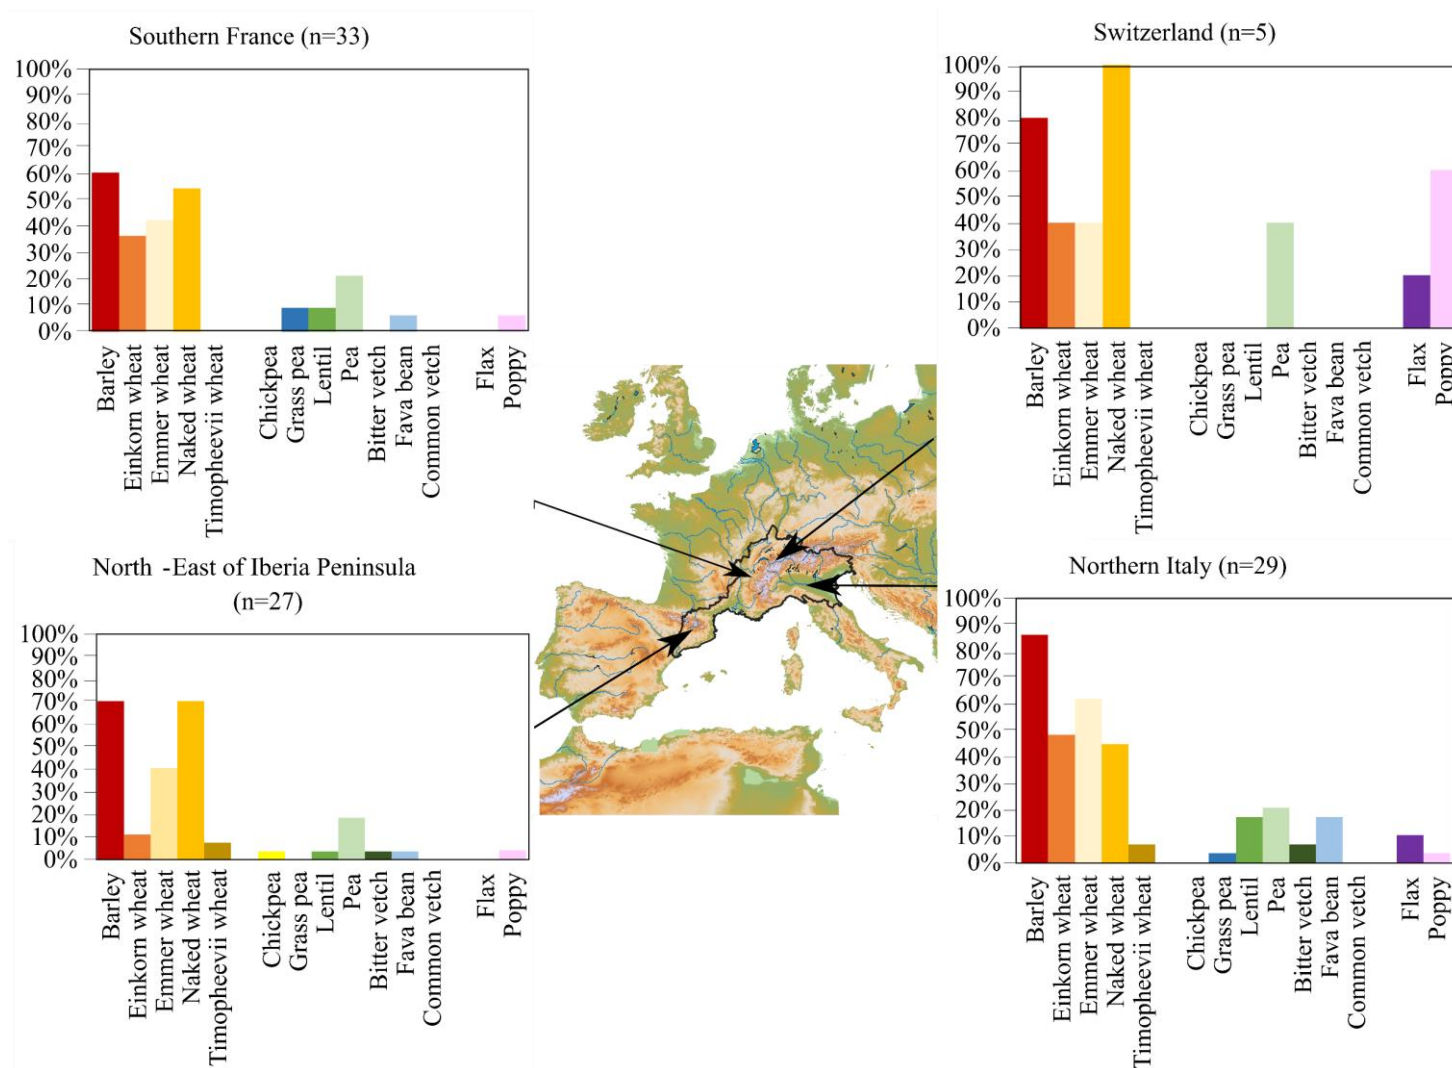 Southern France (n=33)
100%
90%
80%
70%
60%
50%
40%
30%
20%
10%
0%
Barley
Einkorn wheat
Emmer wheat
Naked wheat
Timopheevii wheat
Chickpea
Grass pea
Lentil
Pea
Bitter vetch
Fava bean
Common vetch
Flax
Poppy
Switzerland (n=5)
100%
90%
80%
70%
60%
50%
40%
30%
20%
10%
0%
Barley
Einkorn wheat
Emmer wheat
Naked wheat
Timopheevii wheat
Chickpea
Grass pea
Lentil
Pea
Bitter vetch
Fava bean
Common vetch
Flax
Poppy
North -East of Iberia Peninsula
(n=27)
100%
90%
80%
70%
60%
50%
40%
30%
20%
10%
0%
Barley
Einkorn wheat
Emmer wheat
Naked wheat
Timopheevii wheat
Chickpea
Grass pea
Lentil
Pea
Bitter vetch
Fava bean
Common vetch
Flax
Poppy
Northern Italy (n=29)
100%
90%
80%
70%
60%
50%
40%
30%
20%
10%
0%
Barley
Einkorn wheat
Emmer wheat
Naked wheat
Timopheevii wheat
Chickpea
Grass pea
Lentil
Pea
Bitter vetch
Fava bean
Common vetch
Flax
Poppy